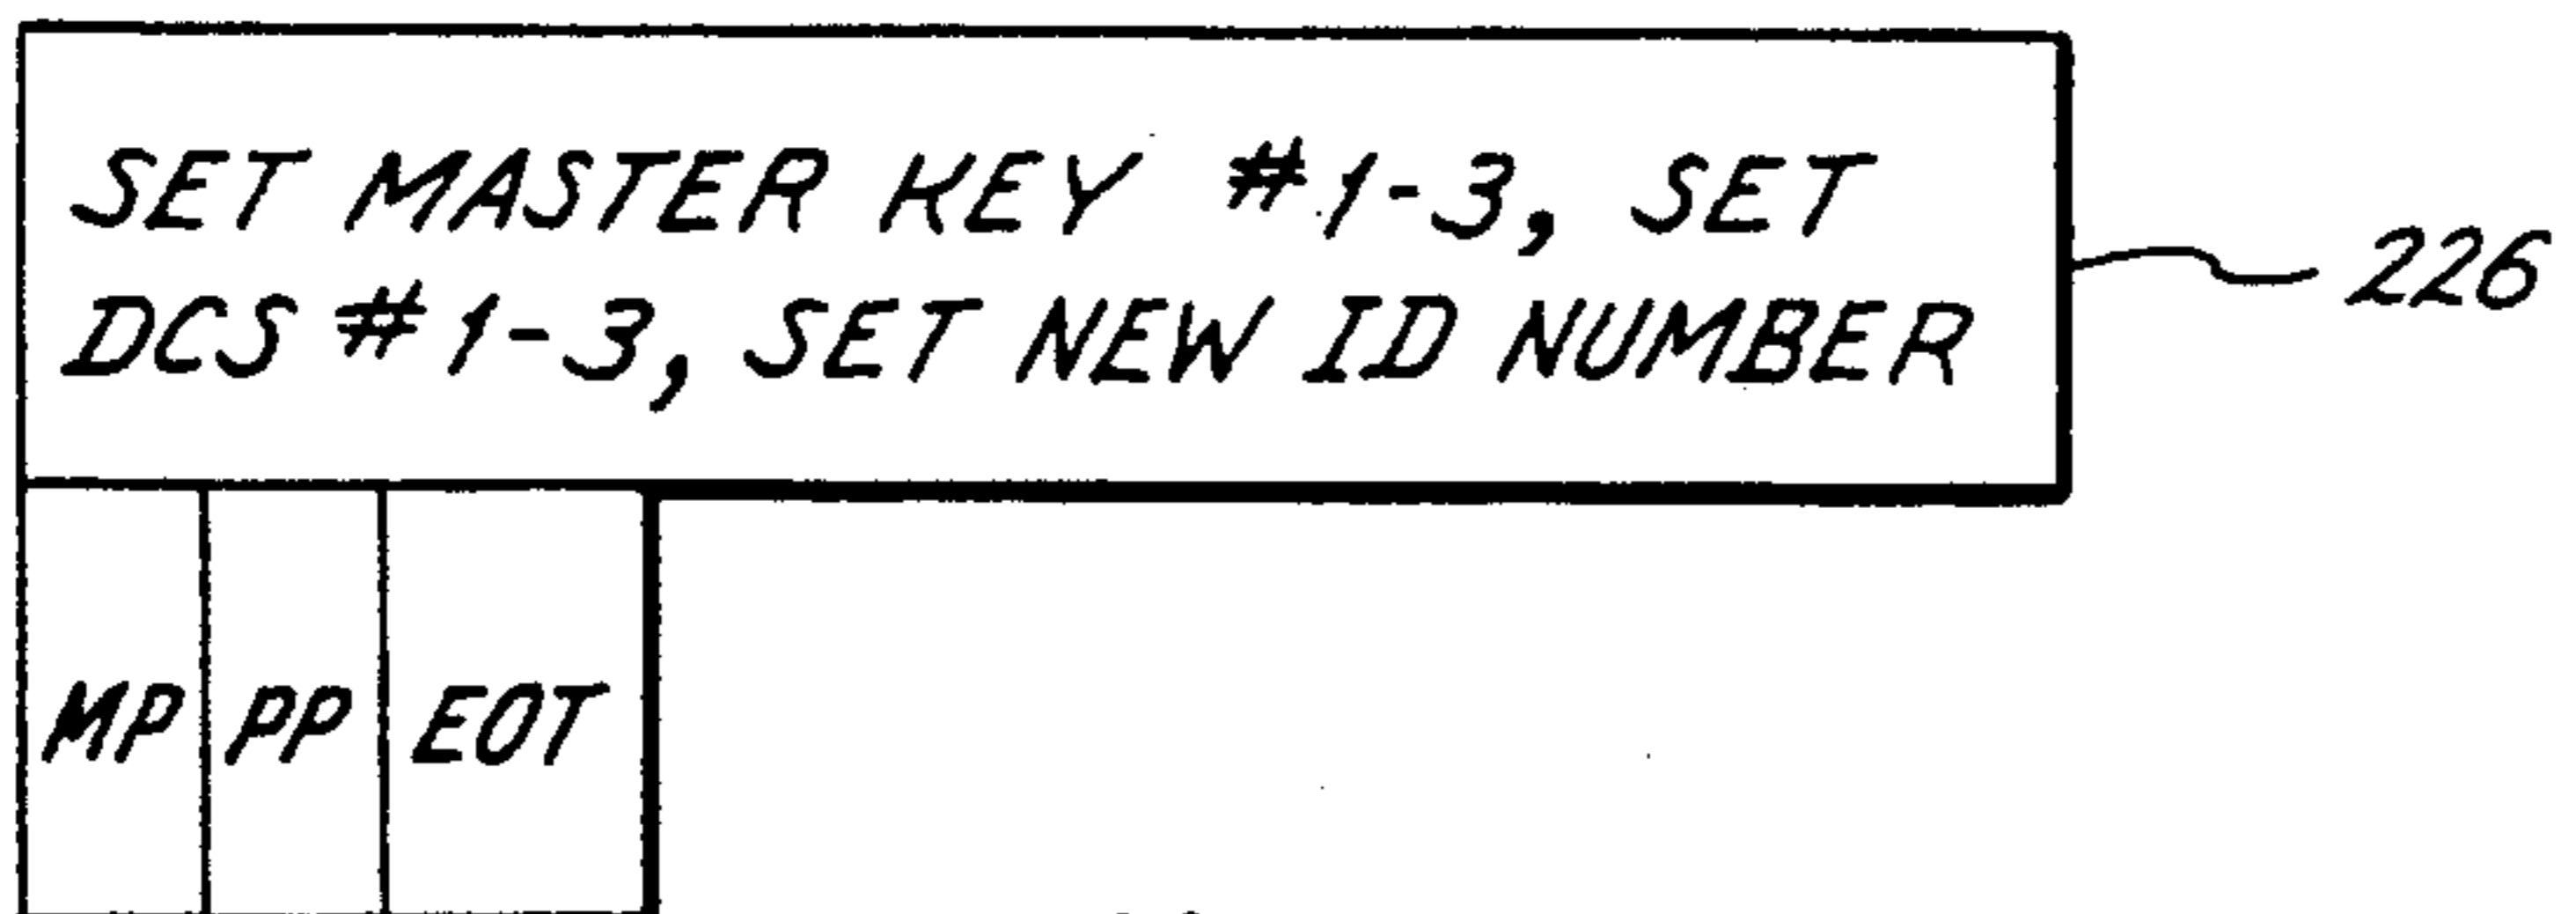 SET MASTER KEY #1-3, SET
DCS #1-3, SET NEW ID NUMBER
226
MP PP EOT